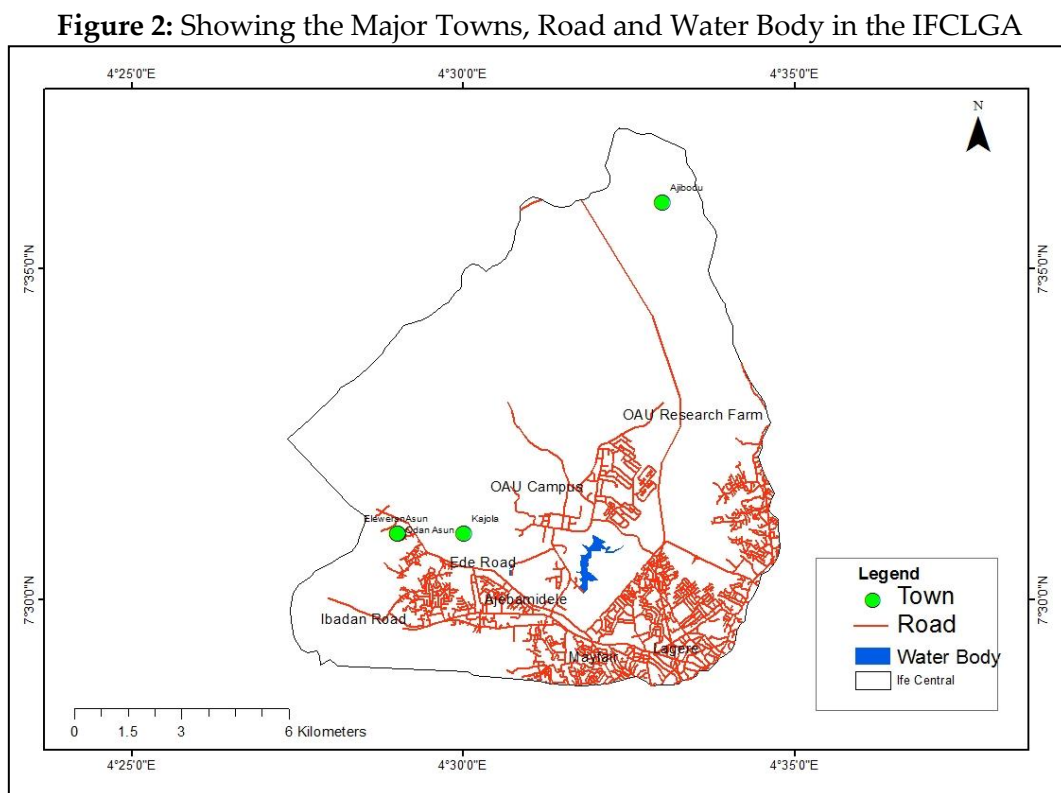 Figure 2: Showing the Major Towns, Road and Water Body in the IFCLGA
4°25'0"E 4°30'0"E 4°35'0"E
N
Ajibodu
7°35'0"N 7°35'0"N
OAU Research Farm
OAU Campus
EleweranAsun Kajola
Odan Asun
Ede Road
7°30'0"N 7°30'0"N
Ajebamidele
Ibadan Road
Mayfair Lagere
Legend
Town
Road
Water Body
Ife Central
0 1.5 3 6 Kilometers
4°25'0"E 4°30'0"E 4°35'0"E